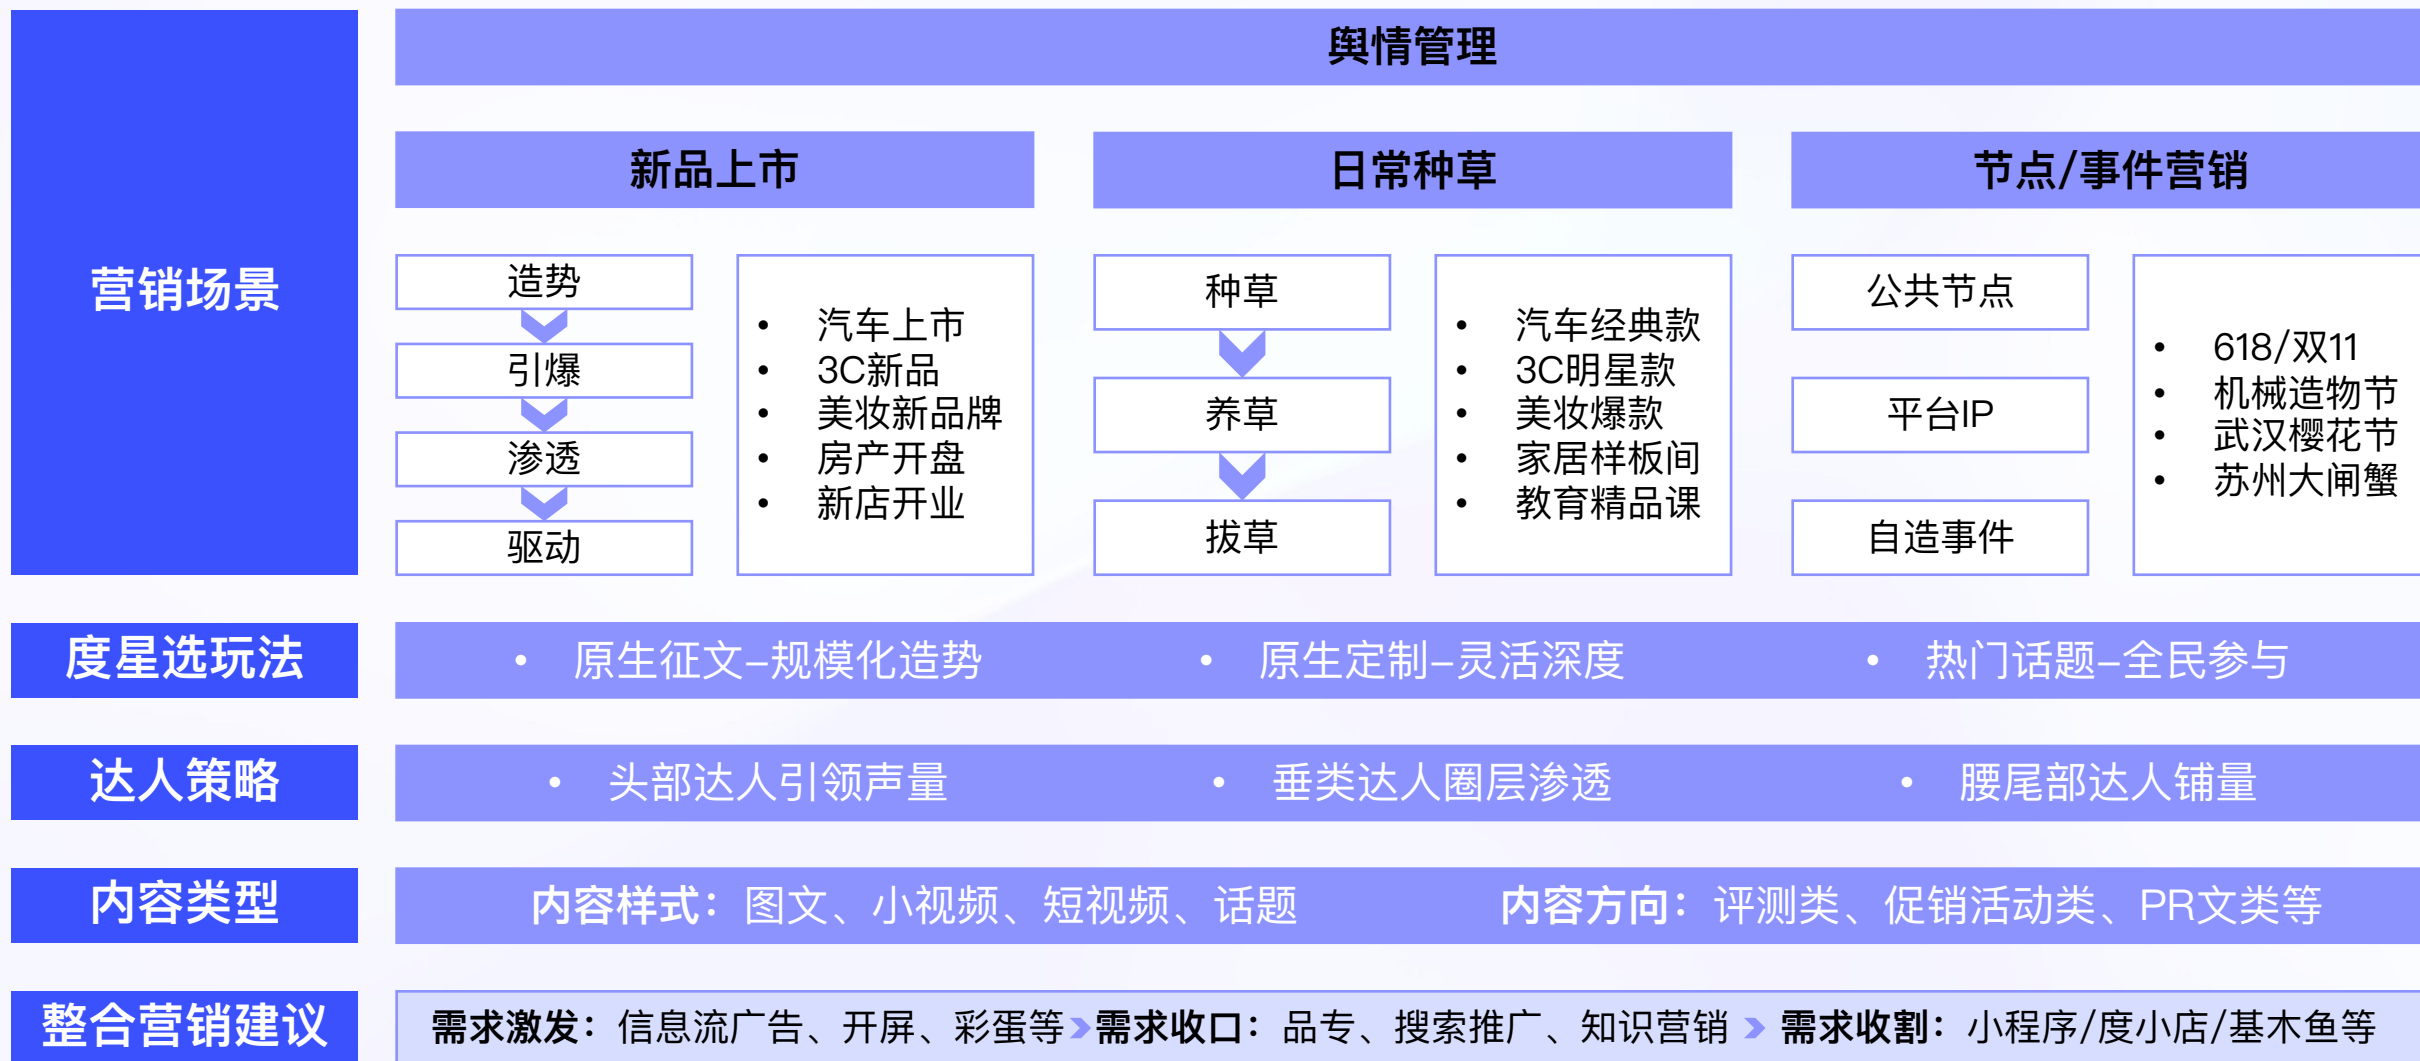 营销场景
舆情管理
新品上市
造势
引爆
渗透
驱动
• 汽车上市
• 3C新品
• 美妆新品牌
• 房产开盘
• 新店开业
日常种草
种草
养草
拔草
• 汽车经典款
• 3C明星款
• 美妆爆款
• 家居样板间
• 教育精品课
节点/事件营销
公共节点
平台IP
自造事件
• 618/双11
• 机械造物节
• 武汉樱花节
• 苏州大闸蟹
度星选玩法
• 原生征文–规模化造势
• 原生定制–灵活深度
• 热门话题–全民参与
达人策略
• 头部达人引领声量
• 垂类达人圈层渗透
• 腰尾部达人铺量
内容类型
内容样式：图文、小视频、短视频、话题
内容方向：评测类、促销活动类、PR文类等
整合营销建议
需求激发：信息流广告、开屏、彩蛋等
需求收口：品专、搜索推广、知识营销
需求收割：小程序/度小店/基木鱼等